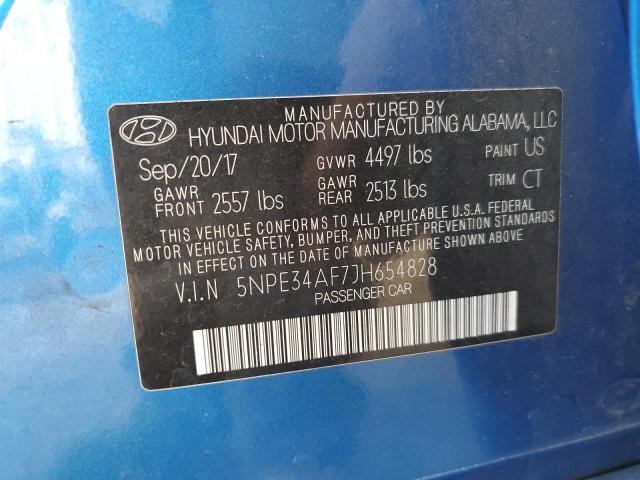 MANUFACTURED BY
HYUNDAI MOTOR MANUFACTURING ALABAMA, LLC
Sep/20/17 GVWR 4497 lbs PAINT US
GAWR FRONT 2557 lbs GAWR REAR 2513 lbs TRIM CT
THIS VEHICLE CONFORMS TO ALL APPLICABLE U.S.A. FEDERAL
MOTOR VEHICLE SAFETY, BUMPER, AND THEFT PREVENTION STANDARDS
IN EFFECT ON THE DATE OF MANUFACTURE SHOWN ABOVE.
V.I.N 5NPE34AF7JH654828
PASSENGER CAR